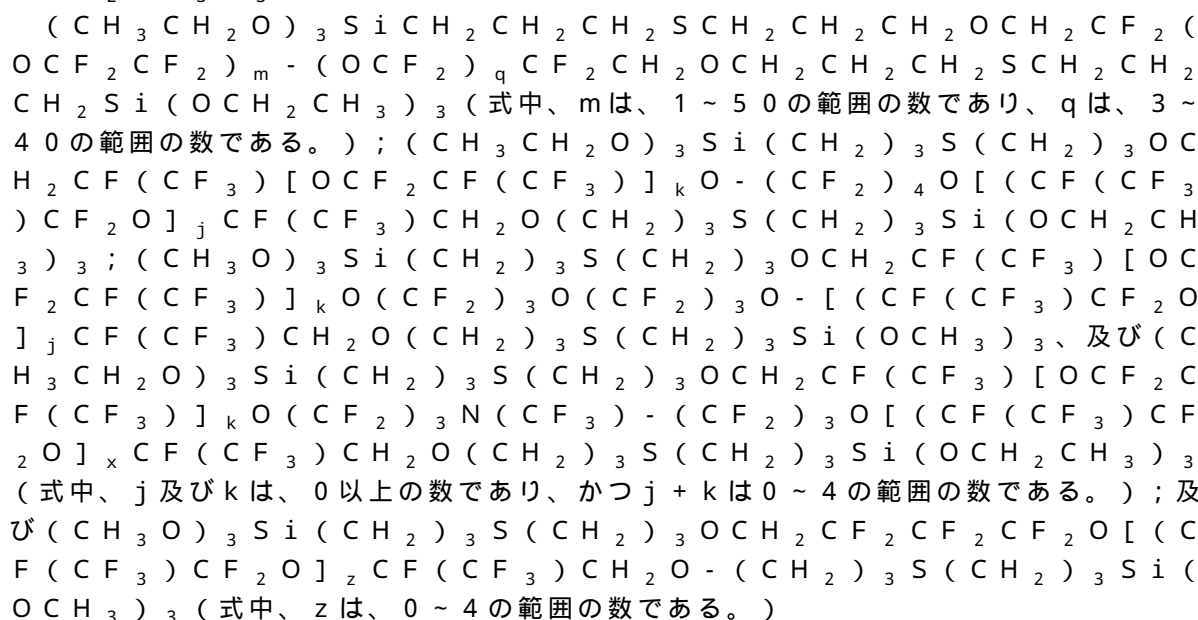 (CH₃CH₂O)₃SiCH₂CH₂CH₂SCH₂CH₂CH₂OCH₂CF₂(
OCF₂CF₂)ₘ-(OCF₂)qCF₂CH₂OCH₂CH₂CH₂SCH₂CH₂
CH₂Si(OCH₂CH₃)₃(式中、mは、1~50の範囲の数であり、qは、3~
40の範囲の数である。);(CH₃CH₂O)₃Si(CH₂)₃S(CH₂)₃OC
H₂CF(CF₃)[OCF₂CF(CF₃)]ₖO-(CF₂)₄O[(CF(CF₃
)CF₂O]ⱼCF(CF₃)CH₂O(CH₂)₃S(CH₂)₃Si(OCH₂CH
₃)₃;(CH₃O)₃Si(CH₂)₃S(CH₂)₃OCH₂CF(CF₃)[OC
F₂CF(CF₃)]ₖO(CF₂)₃O(CF₂)₃O-[(CF(CF₃)CF₂O
]ⱼCF(CF₃)CH₂O(CH₂)₃S(CH₂)₃Si(OCH₃)₃、及び(C
H₃CH₂O)₃Si(CH₂)₃S(CH₂)₃OCH₂CF(CF₃)[OCF₂C
F(CF₃)]ₖO(CF₂)₃N(CF₃)-(CF₂)₃O[(CF(CF₃)CF
₂O]ₓCF(CF₃)CH₂O(CH₂)₃S(CH₂)₃Si(OCH₂CH₃)₃
(式中、j及びkは、0以上の数であり、かつj+kは0~4の範囲の数である。);及
び(CH₃O)₃Si(CH₂)₃S(CH₂)₃OCH₂CF₂CF₂CF₂O[(C
F(CF₃)CF₂O]zCF(CF₃)CH₂O-(CH₂)₃S(CH₂)₃Si(
OCH₃)₃(式中、zは、0~4の範囲の数である。)